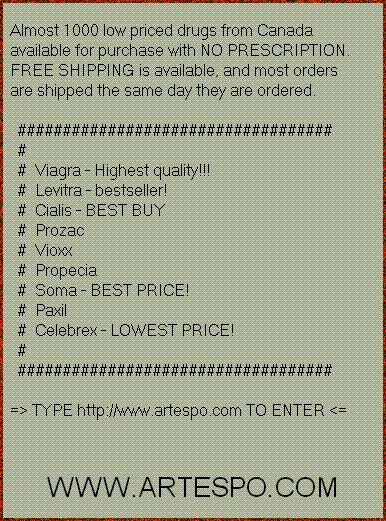 Almost 1000 low priced drugs from Canada
available for purchase with NO PRESCRIPTION.
FREE SHIPPING is available, and most orders
are shipped the same day they are ordered.
###################################
#
# Viagra - Highest quality!!!
# Levitra - bestseller!
# Cialis - BEST BUY
# Prozac
# Vioxx
# Propecia
# Soma - BEST PRICE!
# Paxil
# Celebrex - LOWEST PRICE!
#
###################################
=> TYPE http://www.artespo.com TO ENTER <=
WWW.ARTESPO.COM